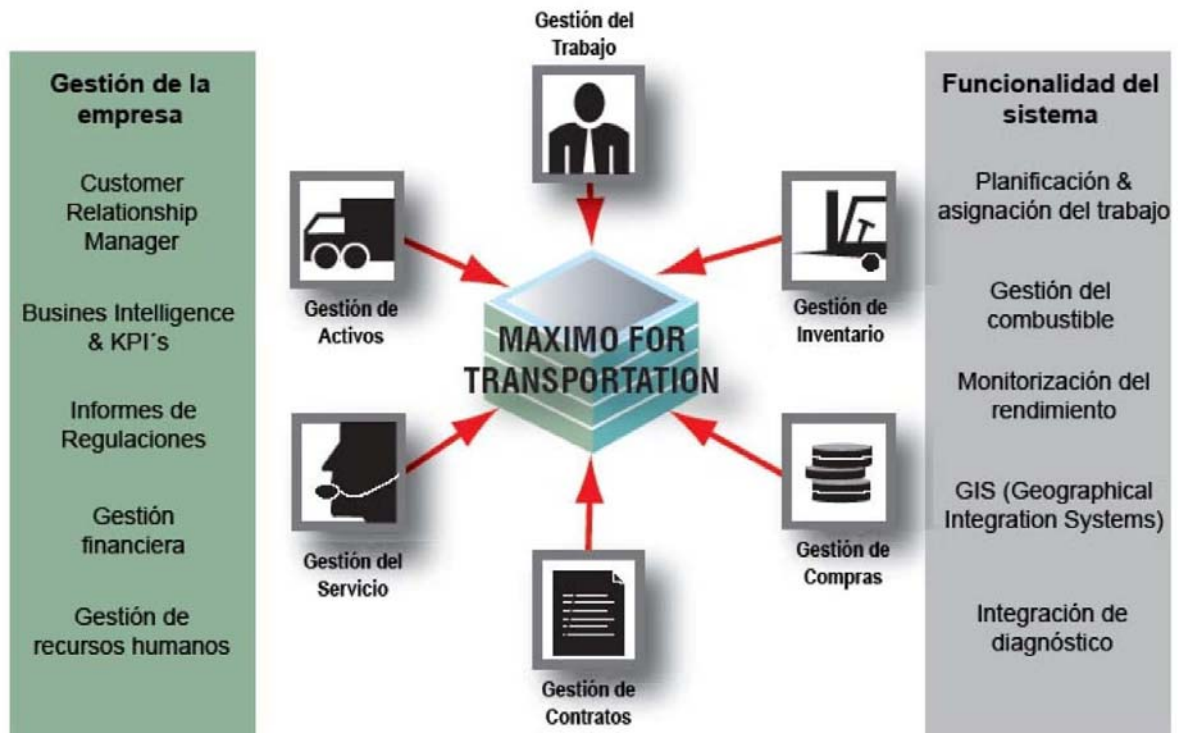 Gestión de la
empresa
Customer
Relationship
Manager
Busines Intelligence
& KPI´s
Informes de
Regulaciones
Gestión
financiera
Gestión de
recursos humanos
Gestión del
Trabajo
Gestión de
Activos
Gestión de
Inventario
MAXIMO FOR
TRANSPORTATION
Gestión del
Servicio
Gestión de
Compras
Gestión de
Contratos
Funcionalidad del
sistema
Planificación &
asignación del trabajo
Gestión del
combustible
Monitorización del
rendimiento
GIS (Geographical
Integration Systems)
Integración de
diagnóstico